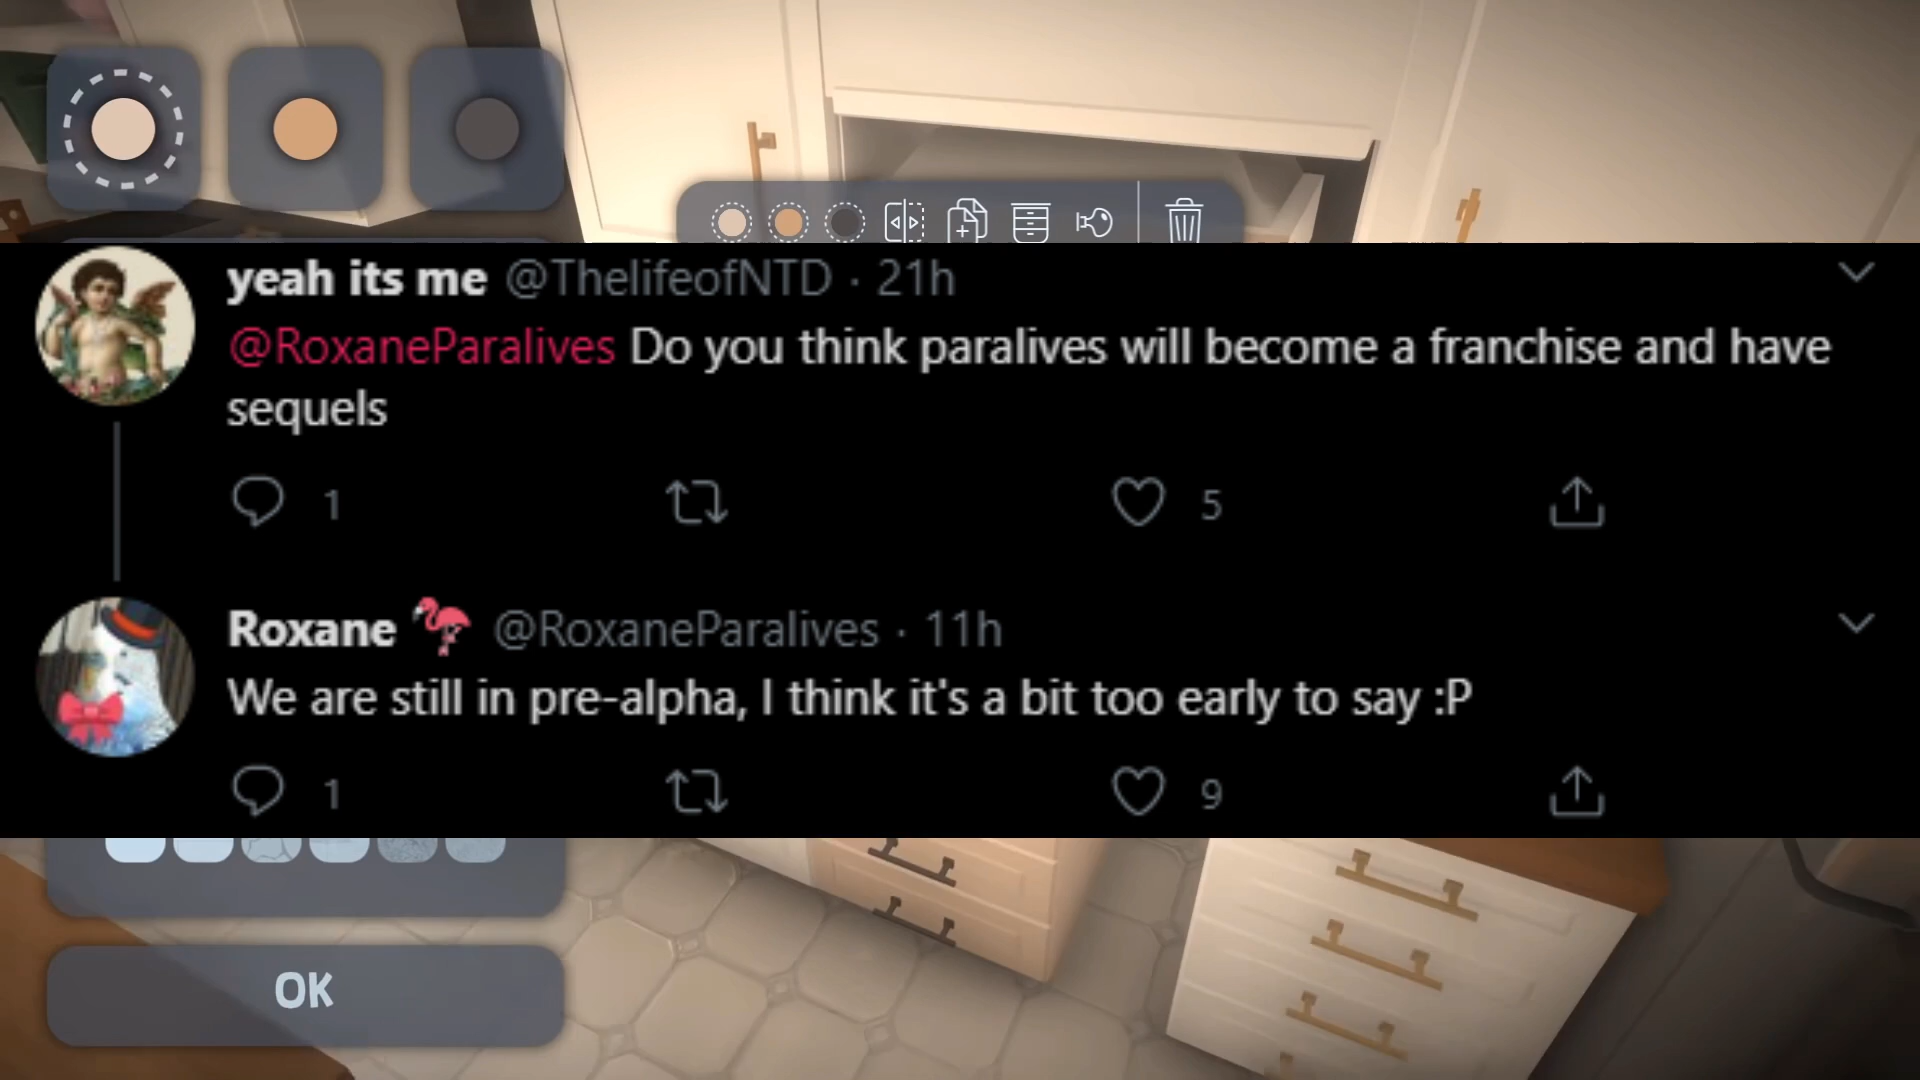 yeah its me @ThelifeofNTD · 21h
@RoxaneParalives Do you think paralives will become a franchise and have
sequels
1 5
Roxane 🦩 @RoxaneParalives · 11h
We are still in pre-alpha, I think it's a bit too early to say :P
1 9
OK